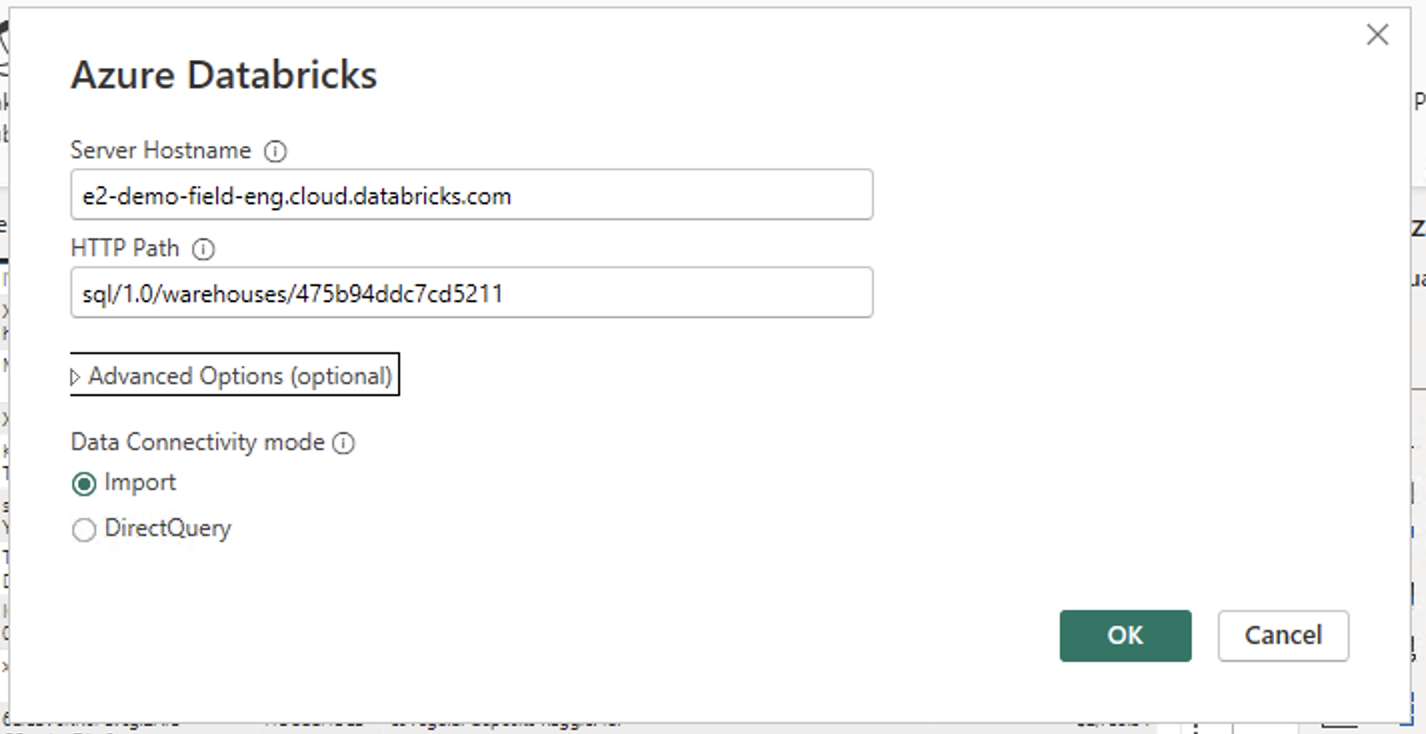 Azure Databricks
Server Hostname
e2-demo-field-eng.cloud.databricks.com
HTTP Path
sql/1.0/warehouses/475b94ddc7cd5211
Advanced Options (optional)
Data Connectivity mode
Import
DirectQuery
OK
Cancel